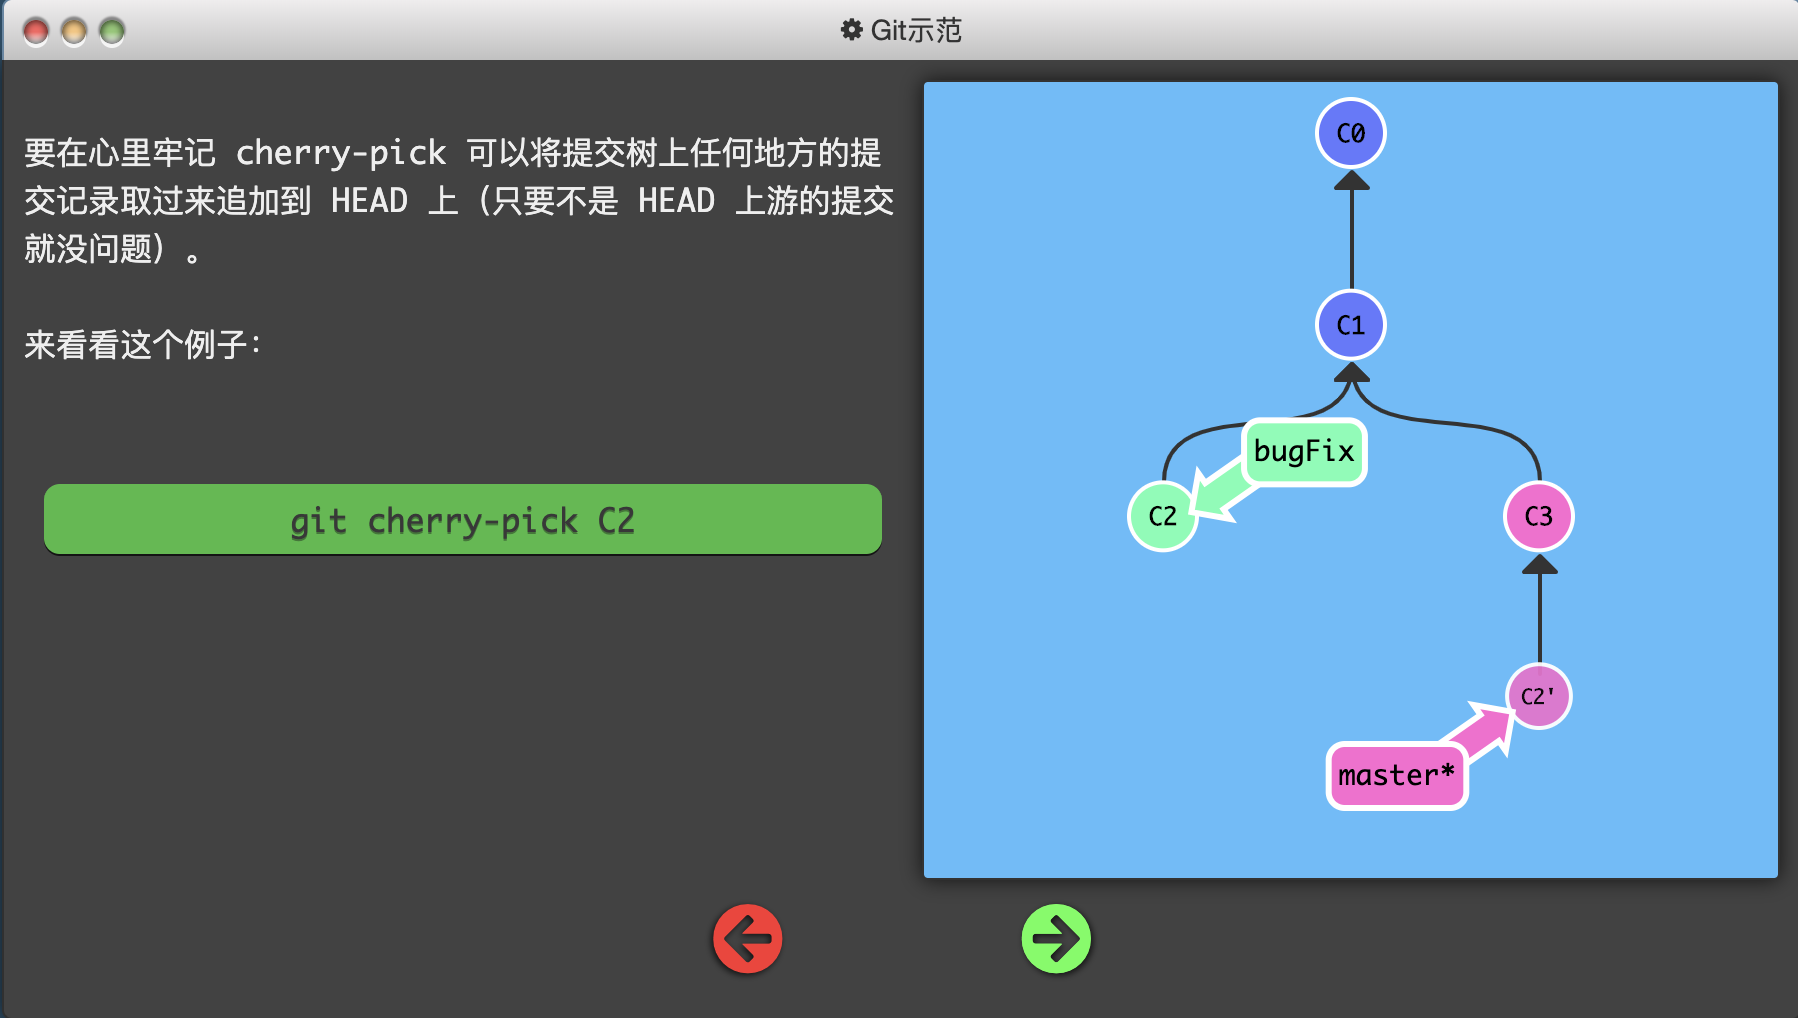 Git示范
要在心里牢记 cherry-pick 可以将提交树上任何地方的提
交记录取过来追加到 HEAD 上（只要不是 HEAD 上游的提交
就没问题）。
来看看这个例子：
git cherry-pick C2
C0
C1
bugFix
C2
C3
C2'
master*